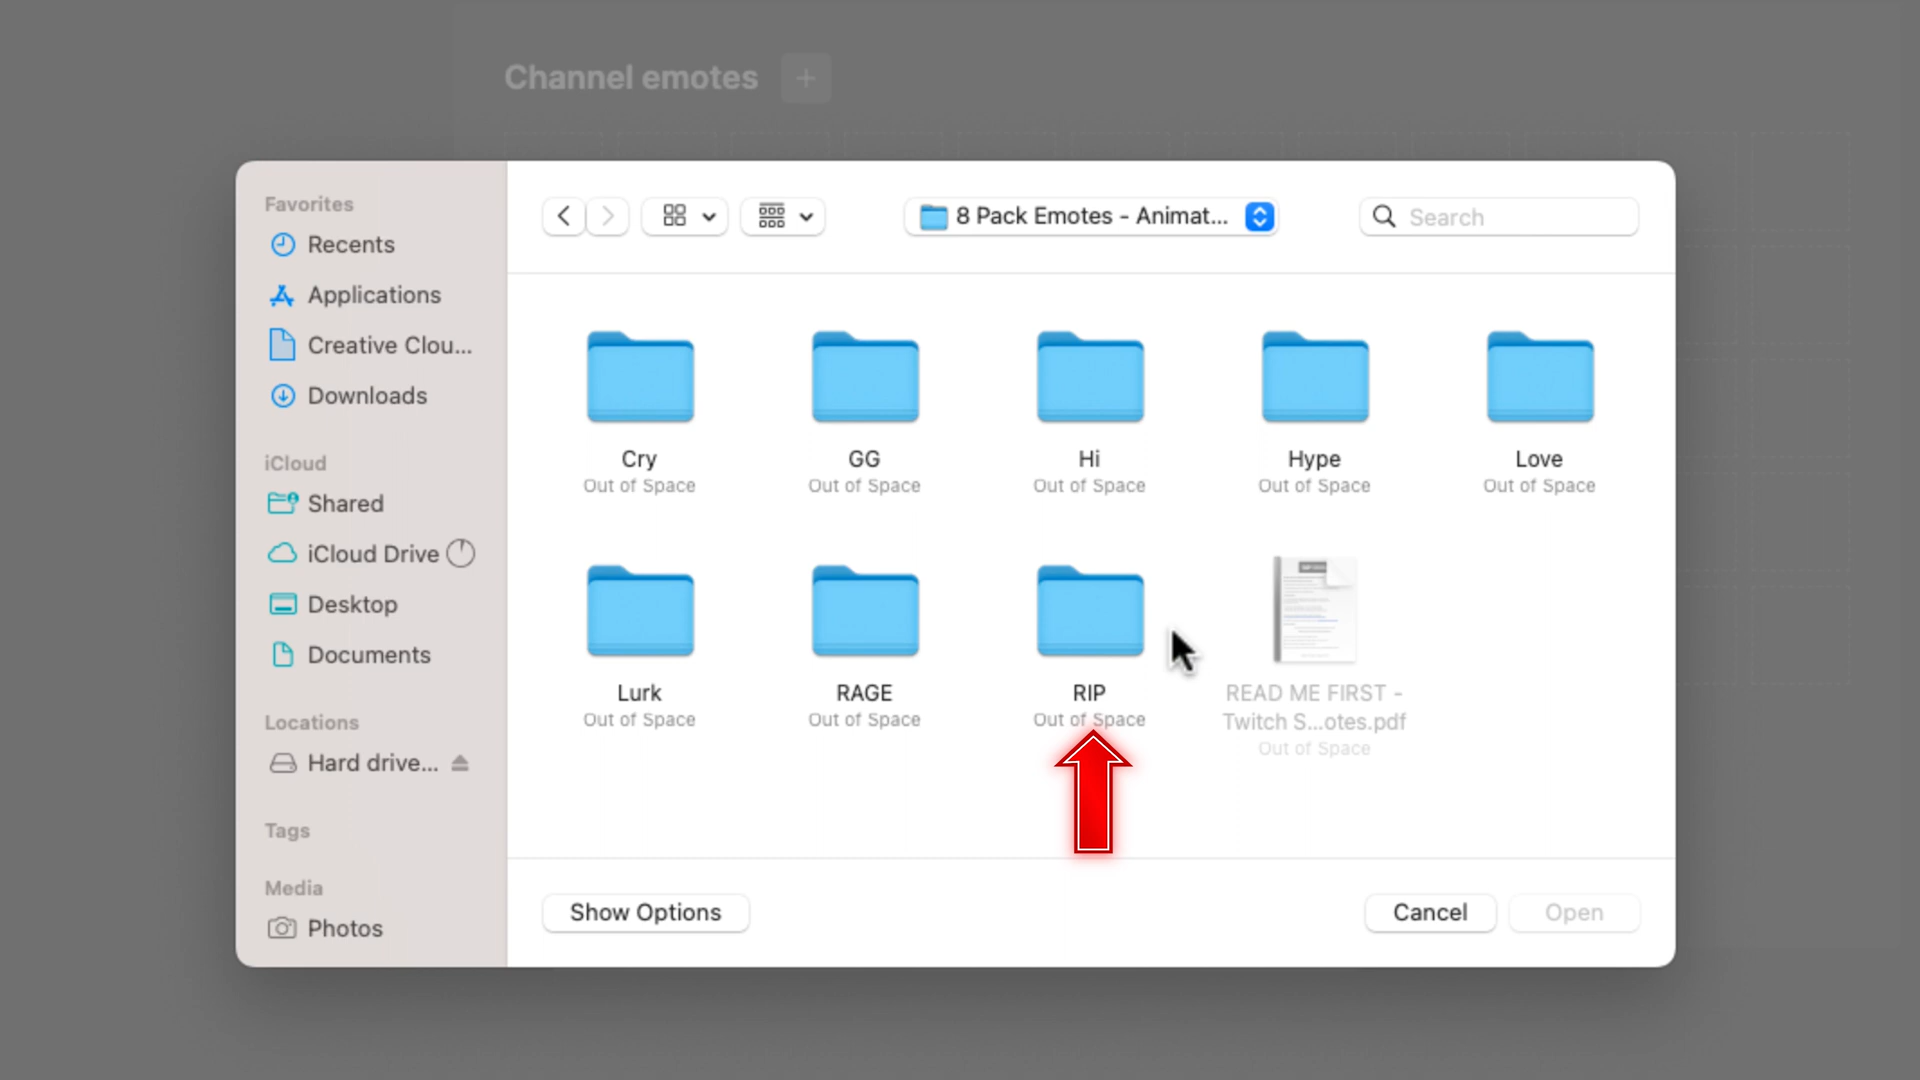 Channel emotes
Favorites
Recents
Applications
Creative Clou...
Downloads
iCloud
Shared
iCloud Drive
Desktop
Documents
Locations
Hard drive...
Tags
Media
Photos
8 Pack Emotes - Animat...
Search
Cry
Out of Space
GG
Out of Space
Hi
Out of Space
Hype
Out of Space
Love
Out of Space
Lurk
Out of Space
RAGE
Out of Space
RIP
Out of Space
READ ME FIRST -
Twitch S...otes.pdf
Out of Space
Show Options
Cancel
Open